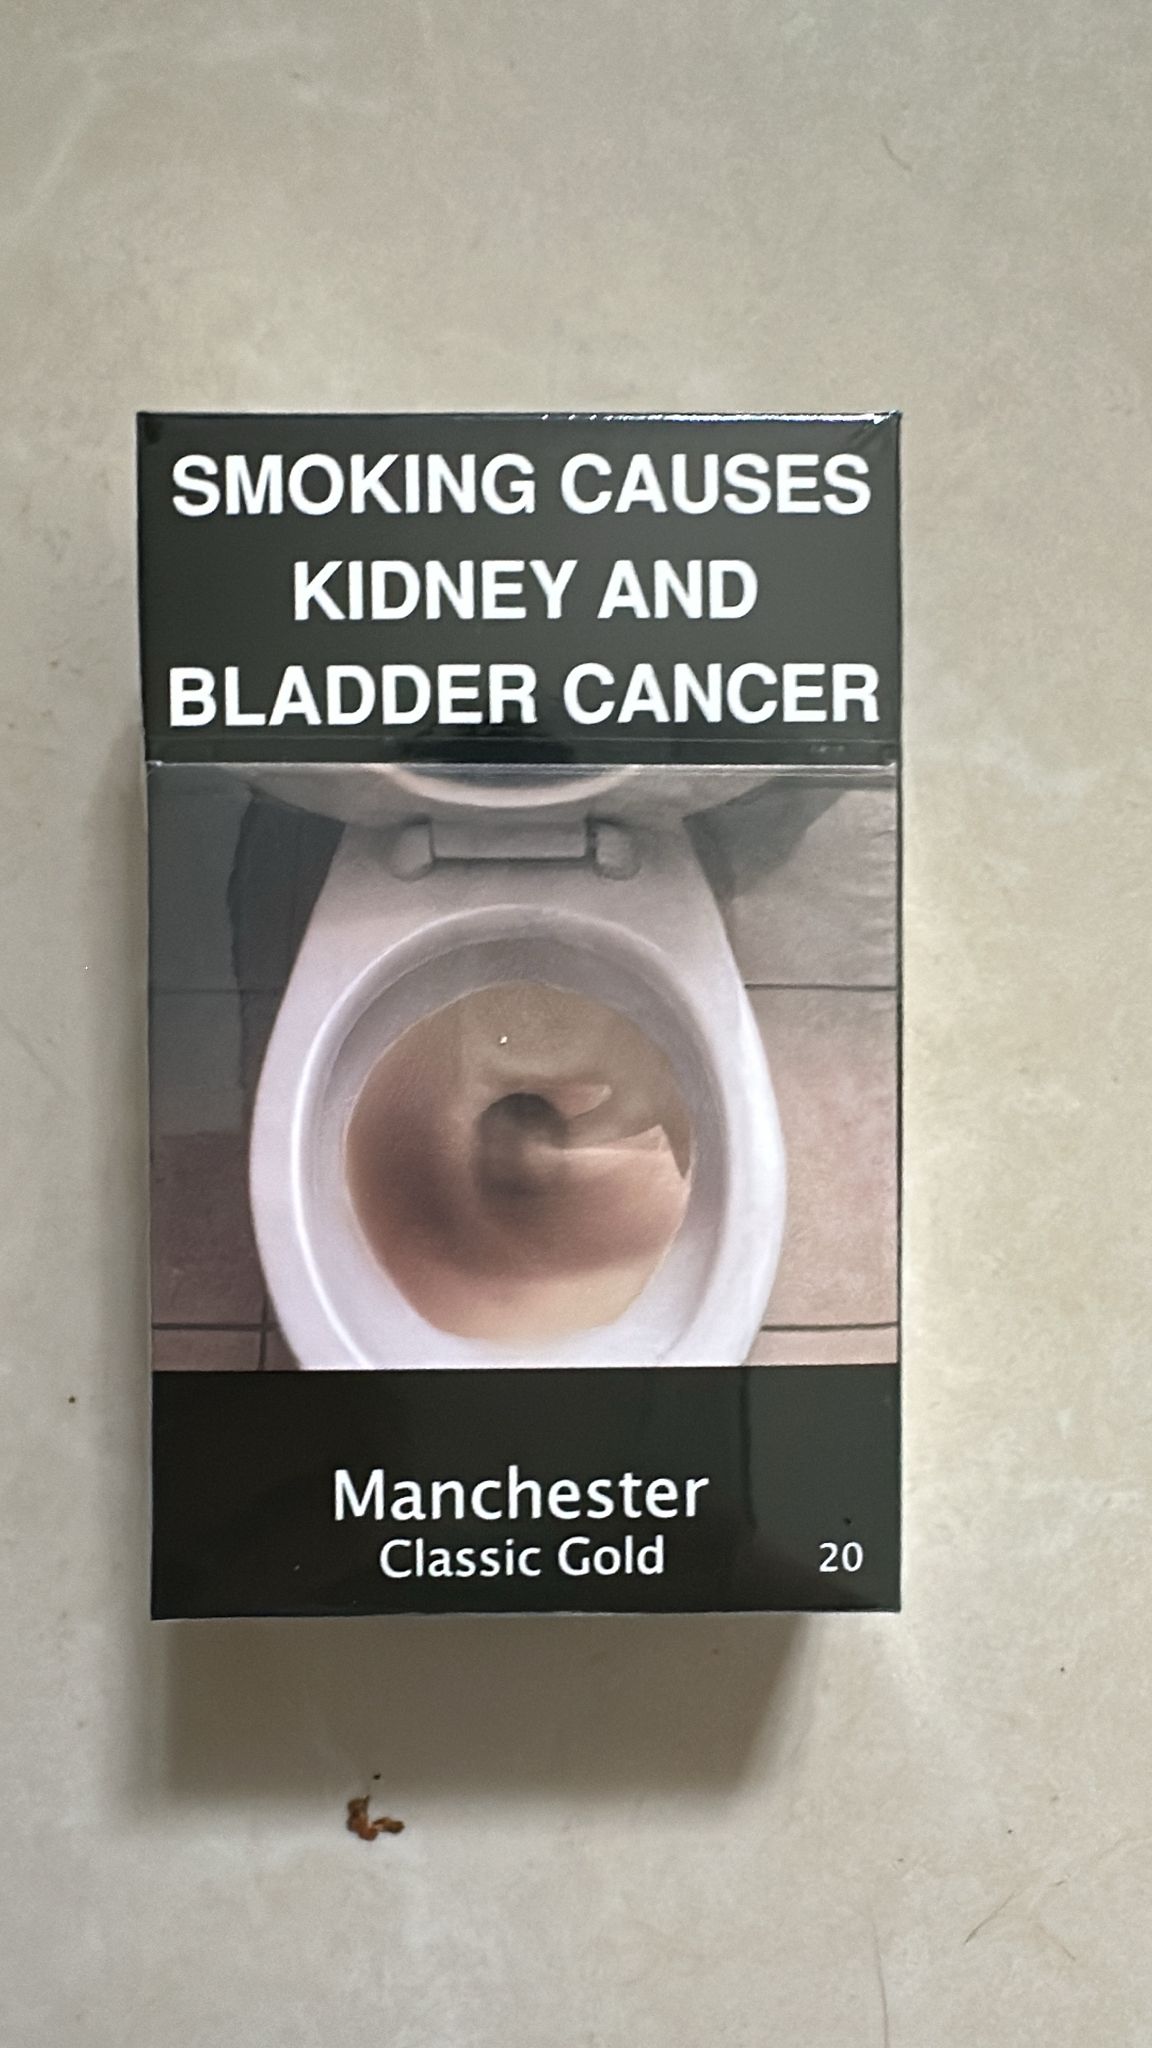 SMOKING CAUSES
KIDNEY AND
BLADDER CANCER
Manchester
Classic Gold
20